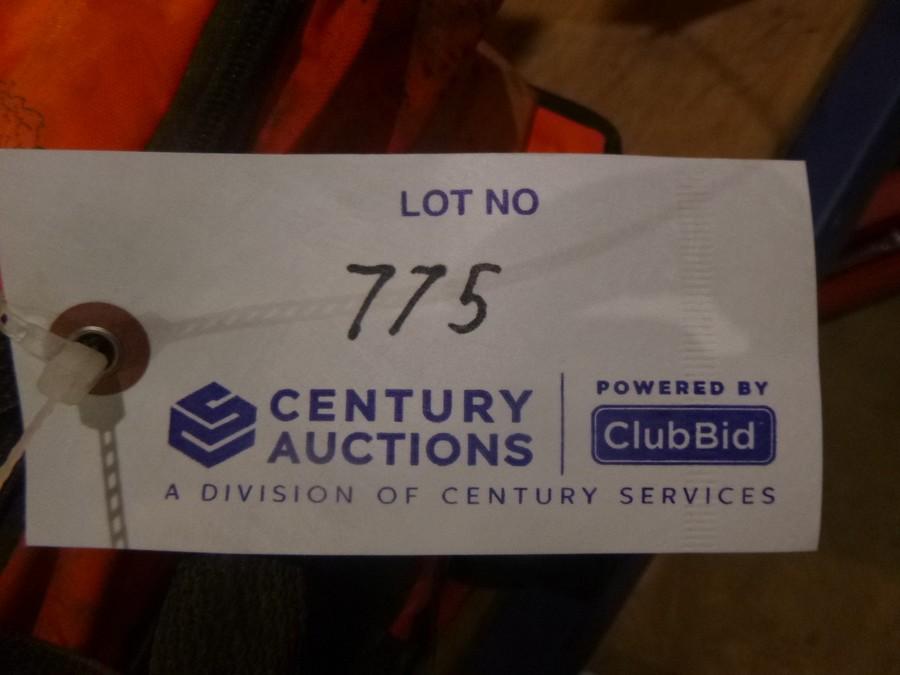 LOT NO
775
CENTURY AUCTIONS
POWERED BY
ClubBid
A DIVISION OF CENTURY SERVICES